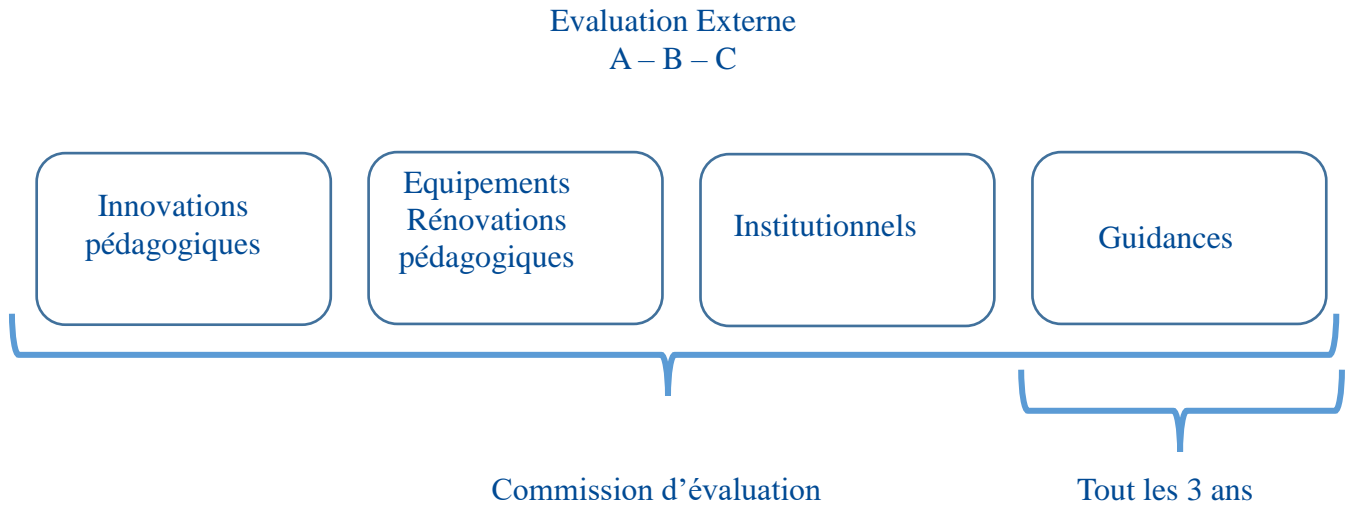 Evaluation Externe
A – B – C
Innovations
pédagogiques
Equipements
Rénovations
pédagogiques
Institutionnels
Guidances
Commission d’évaluation
Tout les 3 ans